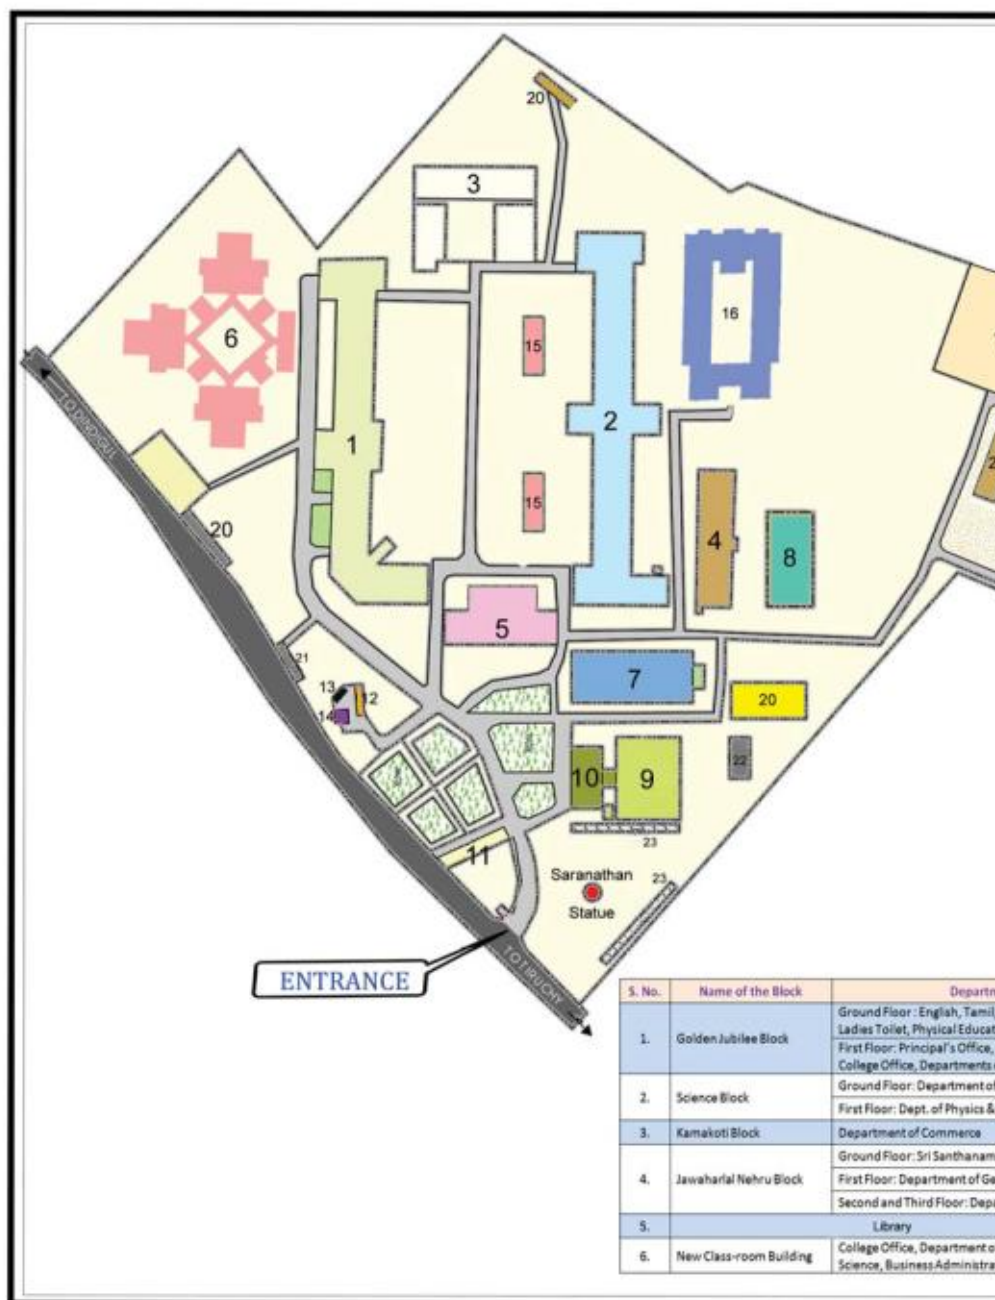 20
3
6
15
16
2
1
15
4
8
20
5
21
7
13
12
14
20
10
9
22
23
11
23
Saranathan
Statue
TO DINDIGUL
TO TIRUCHY
ENTRANCE
S. No. Name of the Block
1. Golden Jubilee Block
Ground Floor : English, Tamil,
Ladies Toilet, Physical
First Floor: Principal's Office,
College Office, Departments
2. Science Block
Ground Floor: Department of
First Floor: Dept. of Physics &
3. Kamakoti Block Department of Commerce
4. Jawaharlal Nehru Block
Ground Floor: Sri Santhanam
First Floor: Department of
Second and Third Floor:
5. Library
6. New Class-room Building
College Office, Department of
Science, Business